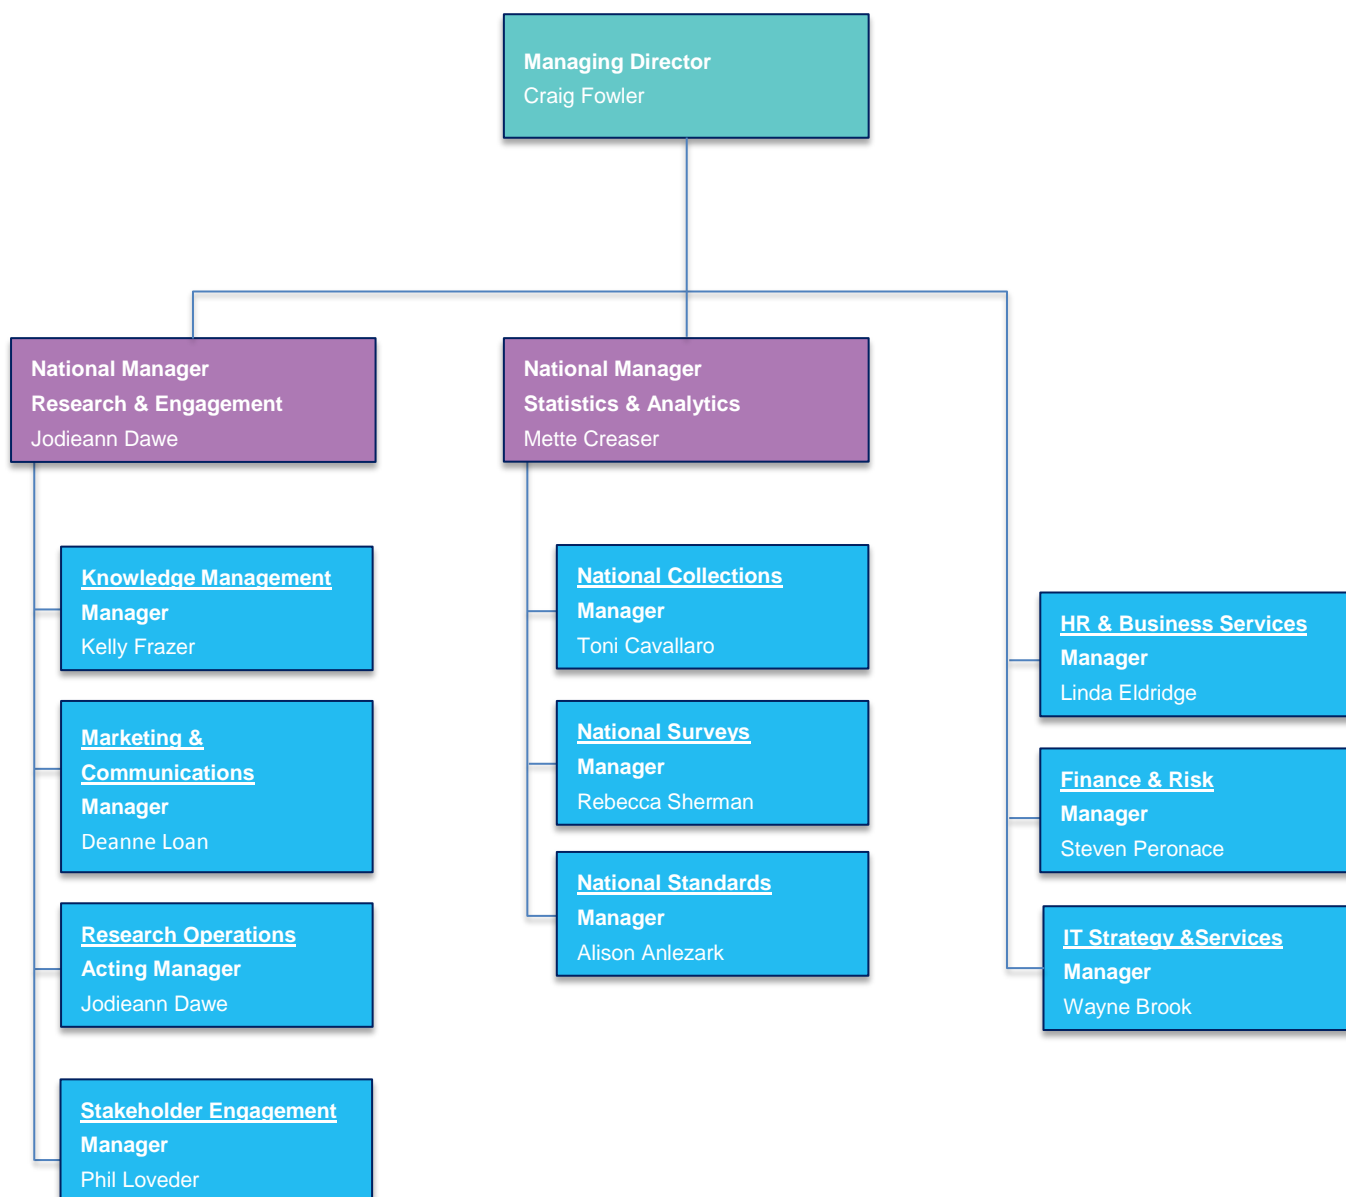 Managing Director
Craig Fowler
National Manager
Research & Engagement
Jodieann Dawe
National Manager
Statistics & Analytics
Mette Creaser
Knowledge Management
Manager
Kelly Frazer
Marketing &
Communications
Manager
Deanne Loan
Research Operations
Acting Manager
Jodieann Dawe
Stakeholder Engagement
Manager
Phil Loveder
National Collections
Manager
Toni Cavallaro
National Surveys
Manager
Rebecca Sherman
National Standards
Manager
Alison Anlezark
HR & Business Services
Manager
Linda Eldridge
Finance & Risk
Manager
Steven Peronace
IT Strategy &Services
Manager
Wayne Brook